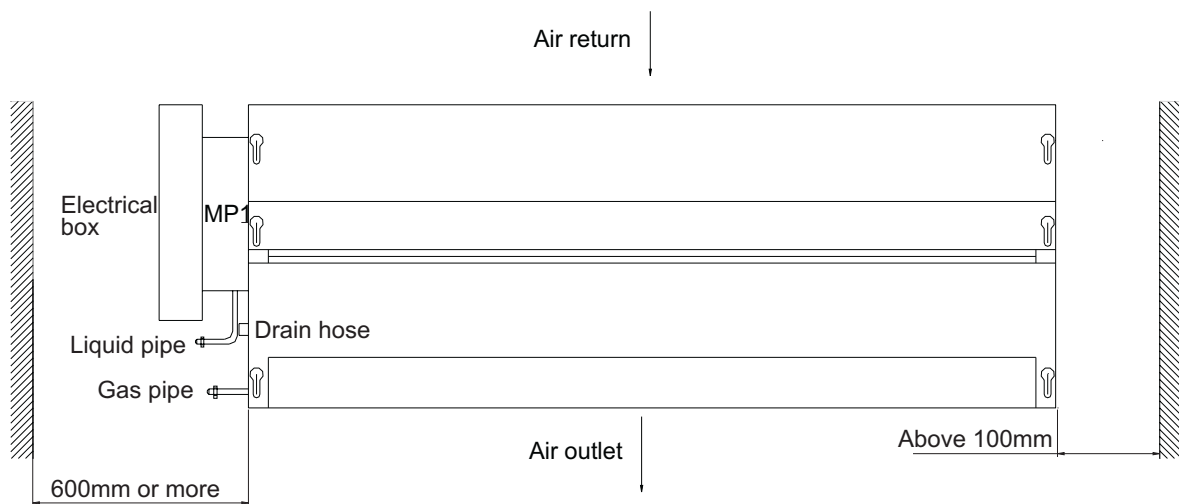 Air return
Electrical
box
MP1
Drain hose
Liquid pipe
Gas pipe
Above 100mm
Air outlet
600mm or more